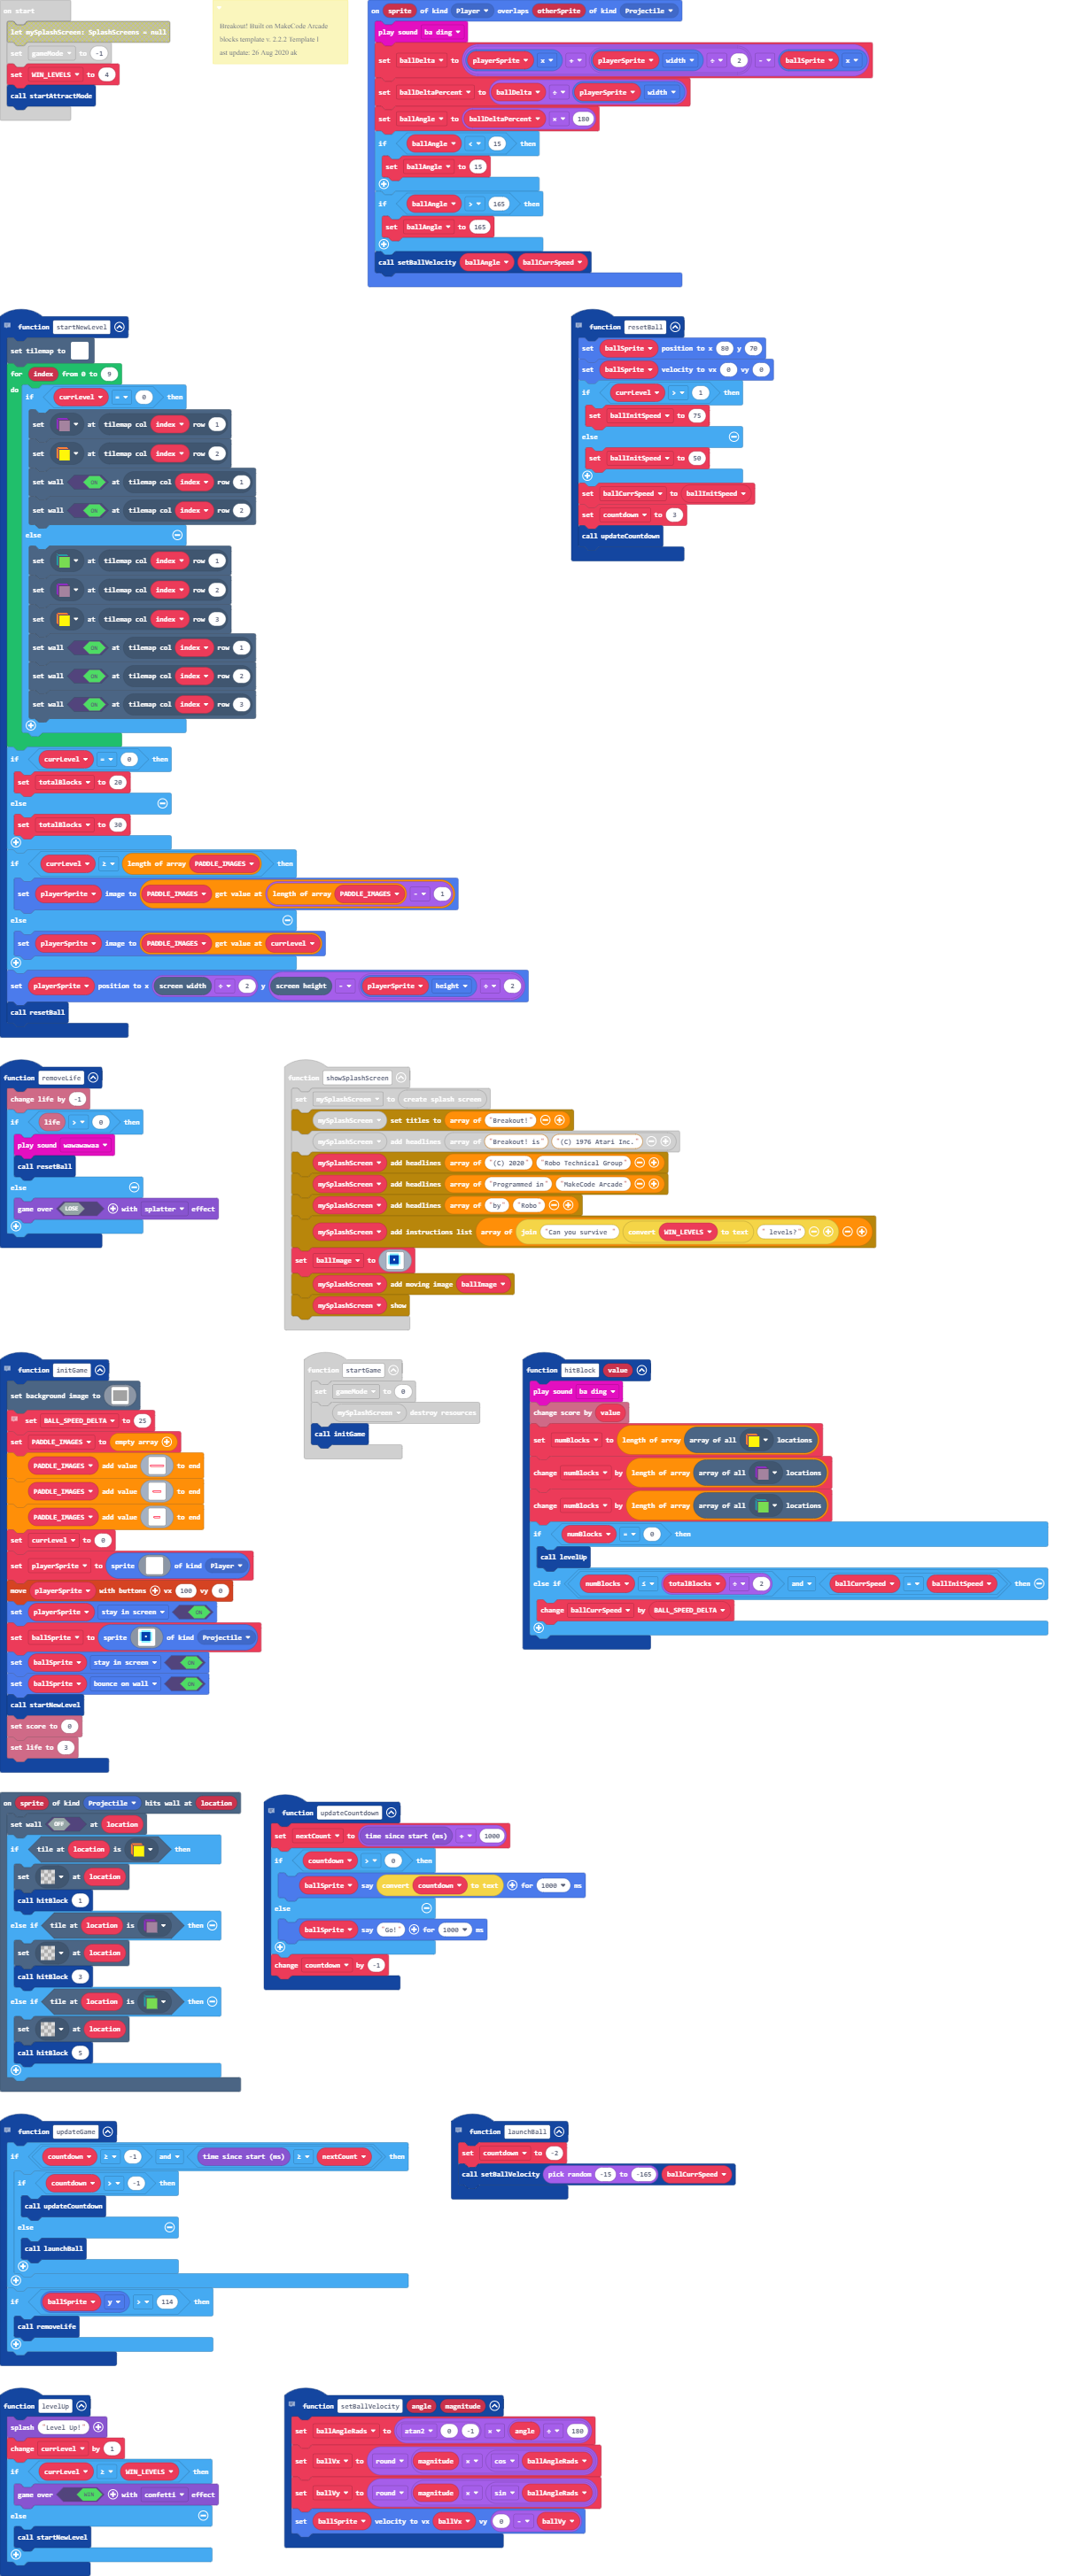 on start
let mySplashScreen: SplashScreens = null
set gameMode to -1
set WIN_LEVELS to 4
call startAttractMode
Breakout! Built on MakeCode Arcade
blocks template v. 2.2.2 Template l
ast update: 26 Aug 2020 ak
on sprite of kind Player overlaps otherSprite of kind Projectile
play sound ba ding
set ballDelta to playerSprite x + playerSprite width ÷ 2 - ballSprite x
set ballDeltaPercent to ballDelta ÷ playerSprite width
set ballAngle to ballDeltaPercent × 180
if ballAngle < 15 then
set ballAngle to 15
if ballAngle > 165 then
set ballAngle to 165
call setBallVelocity ballAngle ballCurrSpeed
function startNewLevel
set tilemap to
for index from 0 to 9
do if currLevel = 0 then
set at tilemap col index row 1
set at tilemap col index row 2
set wall ON at tilemap col index row 1
set wall ON at tilemap col index row 2
else
set at tilemap col index row 1
set at tilemap col index row 2
set at tilemap col index row 3
set wall ON at tilemap col index row 1
set wall ON at tilemap col index row 2
set wall ON at tilemap col index row 3
if currLevel = 0 then
set totalBlocks to 20
else
set totalBlocks to 30
if currLevel ≥ length of array PADDLE_IMAGES then
set playerSprite image to PADDLE_IMAGES get value at length of array PADDLE_IMAGES - 1
else
set playerSprite image to PADDLE_IMAGES get value at currLevel
set playerSprite position to x screen width ÷ 2 y screen height - playerSprite height ÷ 2
call resetBall
function resetBall
set ballSprite position to x 80 y 70
set ballSprite velocity to vx 0 vy 0
if currLevel > 1 then
set ballInitSpeed to 75
else
set ballInitSpeed to 50
set ballCurrSpeed to ballInitSpeed
set countdown to 3
call updateCountdown
function removeLife
change life by -1
if life > 0 then
play sound wawawawaa
call resetBall
else
game over LOSE with splatter effect
function showSplashScreen
set mySplashScreen to create splash screen
mySplashScreen set titles to array of "Breakout!"
mySplashScreen add headlines array of "Breakout! is" "(C) 1976 Atari Inc."
mySplashScreen add headlines array of "(C) 2020" "Robo Technical Group"
mySplashScreen add headlines array of "Programmed in" "MakeCode Arcade"
mySplashScreen add headlines array of "by" "Robo"
mySplashScreen add instructions list array of join "Can you survive " convert WIN_LEVELS to text " levels?"
set ballImage to
mySplashScreen add moving image ballImage
mySplashScreen show
function initGame
set background image to
set BALL_SPEED_DELTA to 25
set PADDLE_IMAGES to empty array
PADDLE_IMAGES add value to end
PADDLE_IMAGES add value to end
PADDLE_IMAGES add value to end
set currLevel to 0
set playerSprite to sprite of kind Player
move playerSprite with buttons vx 100 vy 0
set playerSprite stay in screen ON
set ballSprite to sprite of kind Projectile
set ballSprite stay in screen ON
set ballSprite bounce on wall ON
call startNewLevel
set score to 0
set life to 3
function startGame
set gameMode to 0
mySplashScreen destroy resources
call initGame
function hitBlock value
play sound ba ding
change score by value
set numBlocks to length of array array of all locations
change numBlocks by length of array array of all locations
change numBlocks by length of array array of all locations
if numBlocks = 0 then
call levelUp
else if numBlocks ≤ totalBlocks ÷ 2 and ballCurrSpeed = ballInitSpeed then
change ballCurrSpeed by BALL_SPEED_DELTA
on sprite of kind Projectile hits wall at location
set wall OFF at location
if tile at location is then
set at location
call hitBlock 1
else if tile at location is then
set at location
call hitBlock 3
else if tile at location is then
set at location
call hitBlock 5
function updateCountdown
set nextCount to time since start (ms) + 1000
if countdown > 0 then
ballSprite say convert countdown to text for 1000 ms
else
ballSprite say "Go!" for 1000 ms
change countdown by -1
function updateGame
if countdown ≥ -1 and time since start (ms) ≥ nextCount then
if countdown > -1 then
call updateCountdown
else
call launchBall
if ballSprite y > 114 then
call removeLife
function launchBall
set countdown to -2
call setBallVelocity pick random -15 to -165 ballCurrSpeed
function levelUp
splash "Level Up!"
change currLevel by 1
if currLevel ≥ WIN_LEVELS then
game over WIN with confetti effect
else
call startNewLevel
function setBallVelocity angle magnitude
set ballAngleRads to atan2 0 -1 × angle ÷ 180
set ballVx to round magnitude × cos ballAngleRads
set ballVy to round magnitude × sin ballAngleRads
set ballSprite velocity to vx ballVx vy 0 - ballVy